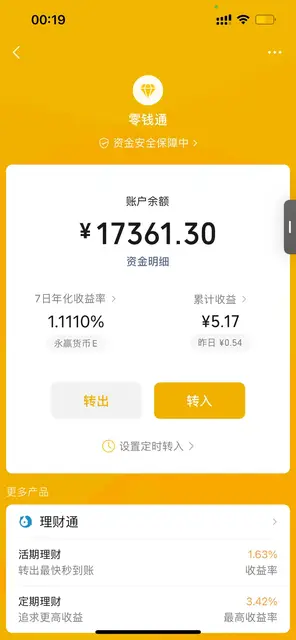 00:19
零钱通
资金安全保障中
账户余额
¥17361.30
资金明细
7日年化收益率
累计收益
1.1110%
¥5.17
永赢货币E
昨日 ¥0.54
转出
转入
设置定时转入
更多产品
理财通
活期理财
1.63%
转出最快秒到账
收益率
定期理财
3.42%
追求更高收益
最高收益率